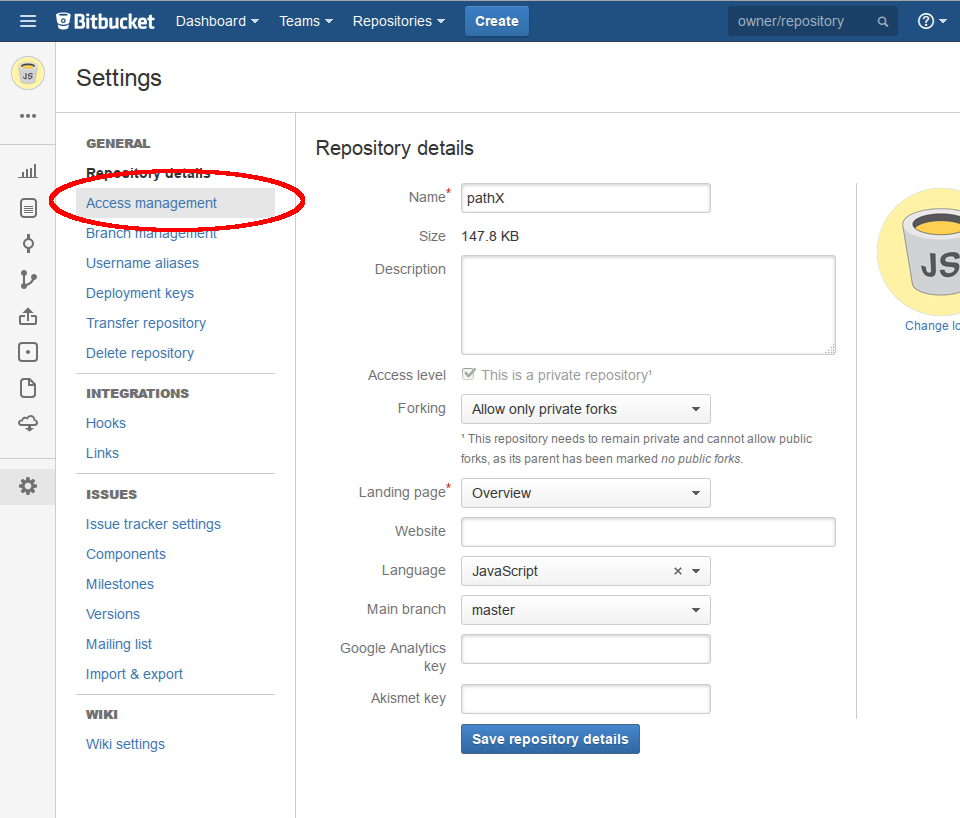 Bitbucket Dashboard Teams Repositories Create owner/repository ?
JS
Settings
GENERAL
Repository details
Access management
Branch management
Username aliases
Deployment keys
Transfer repository
Delete repository
INTEGRATIONS
Hooks
Links
ISSUES
Issue tracker settings
Components
Milestones
Versions
Mailing list
Import & export
WIKI
Wiki settings
Repository details
Name* pathX
Size 147.8 KB
Description
Access level This is a private repository¹
Forking Allow only private forks
¹ This repository needs to remain private and cannot allow public
forks, as its parent has been marked no public forks.
Landing page* Overview
Website
Language JavaScript
Main branch master
Google Analytics
key
Akismet key
Save repository details
JS
Change lo